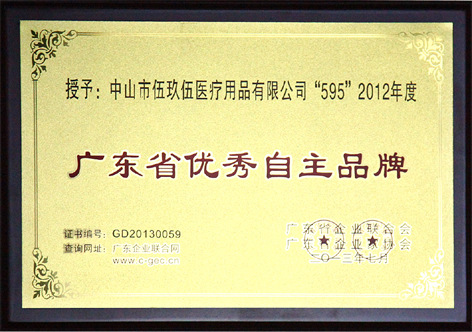 授予：中山市伍玖伍医疗用品有限公司“595”2012年度
广东省优秀自主品牌
证书编号：GD20130059
查询网址：广东企业联合网
www.c-gec.cn
广东省企业联合会
广东省企业家协会
二〇一三年七月